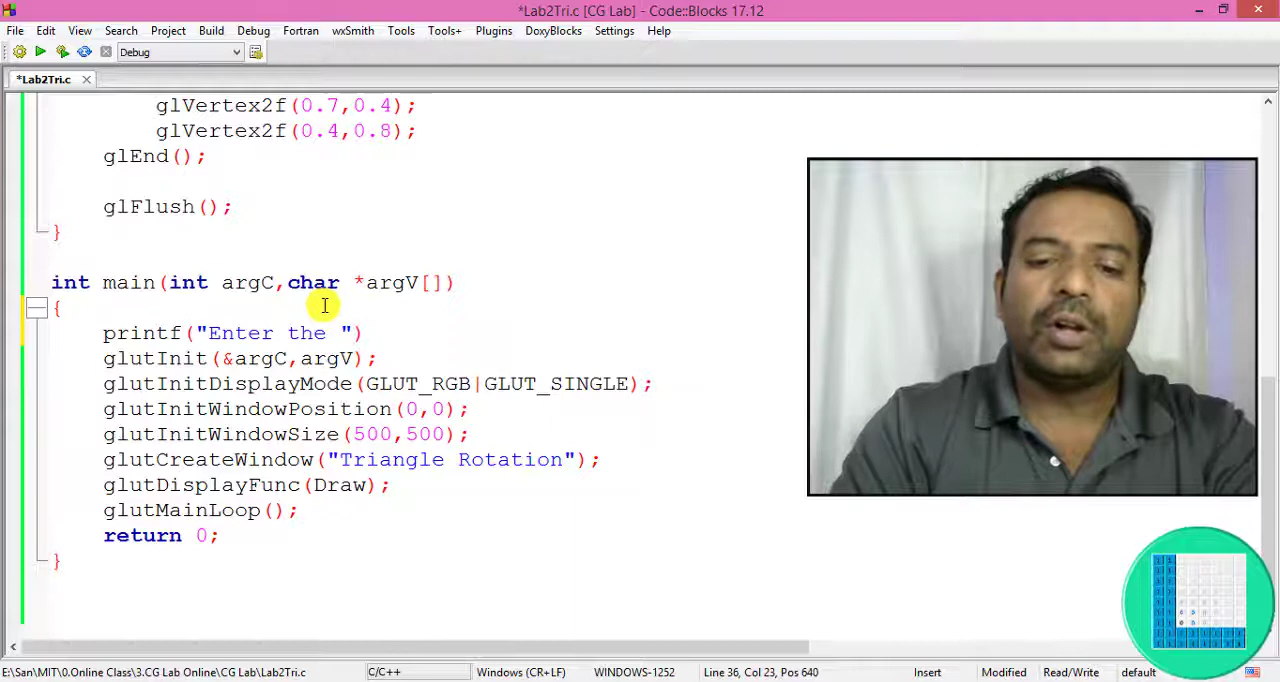 *Lab2Tri.c [CG Lab] - Code::Blocks 17.12
File Edit View Search Project Build Debug Fortran wxSmith Tools Tools+ Plugins DoxyBlocks Settings Help
Debug
*Lab2Tri.c
glVertex2f(0.7,0.4);
glVertex2f(0.4,0.8);
glEnd();
glFlush();
}
int main(int argC,char *argV[])
{
printf("Enter the ")
glutInit(&argC,argV);
glutInitDisplayMode(GLUT_RGB|GLUT_SINGLE);
glutInitWindowPosition(0,0);
glutInitWindowSize(500,500);
glutCreateWindow("Triangle Rotation");
glutDisplayFunc(Draw);
glutMainLoop();
return 0;
}
E:\San\MIT\0.Online Class\3.CG Lab Online\CG Lab\Lab2Tri.c C/C++ Windows (CR+LF) WINDOWS-1252 Line 36, Col 23, Pos 640 Insert Modified Read/Write default